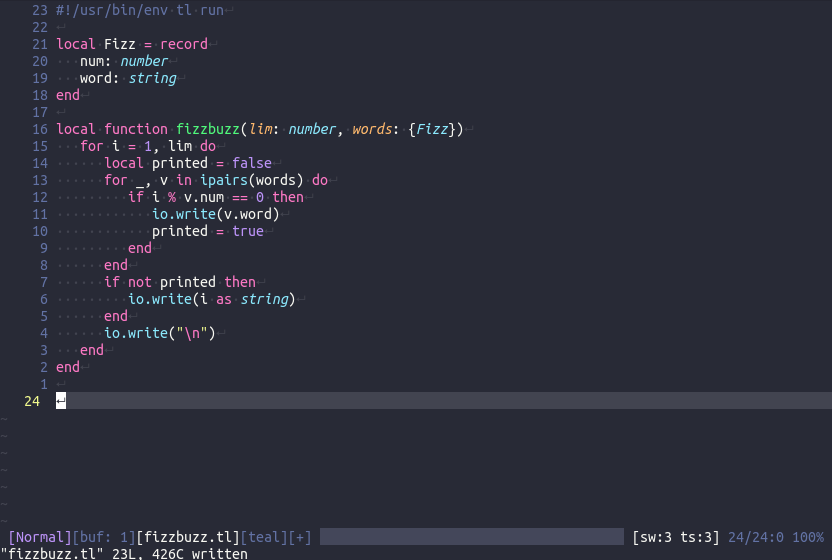 23 #!/usr/bin/env tl run↵
22 ↵
21 local·Fizz·=·record↵
20 ···num:·number↵
19 ···word:·string↵
18 end↵
17 ↵
16 local·function·fizzbuzz(lim:·number,·words:·{Fizz})↵
15 ···for·i·=·1,·lim·do↵
14 ······local·printed·=·false↵
13 ······for·_,·v·in·ipairs(words)·do↵
12 ·········if·i·%·v.num·==·0·then↵
11 ············io.write(v.word)↵
10 ············printed·=·true↵
9 ·········end↵
8 ······end↵
7 ······if·not·printed·then↵
6 ·········io.write(i·as·string)↵
5 ······end↵
4 ······io.write("\n")↵
3 ···end↵
2 end↵
1 ↵
24 ↵
~
~
~
~
~
~
~
[Normal][buf: 1][fizzbuzz.tl][teal][+] [sw:3 ts:3] 24/24:0 100%
"fizzbuzz.tl" 23L, 426C written